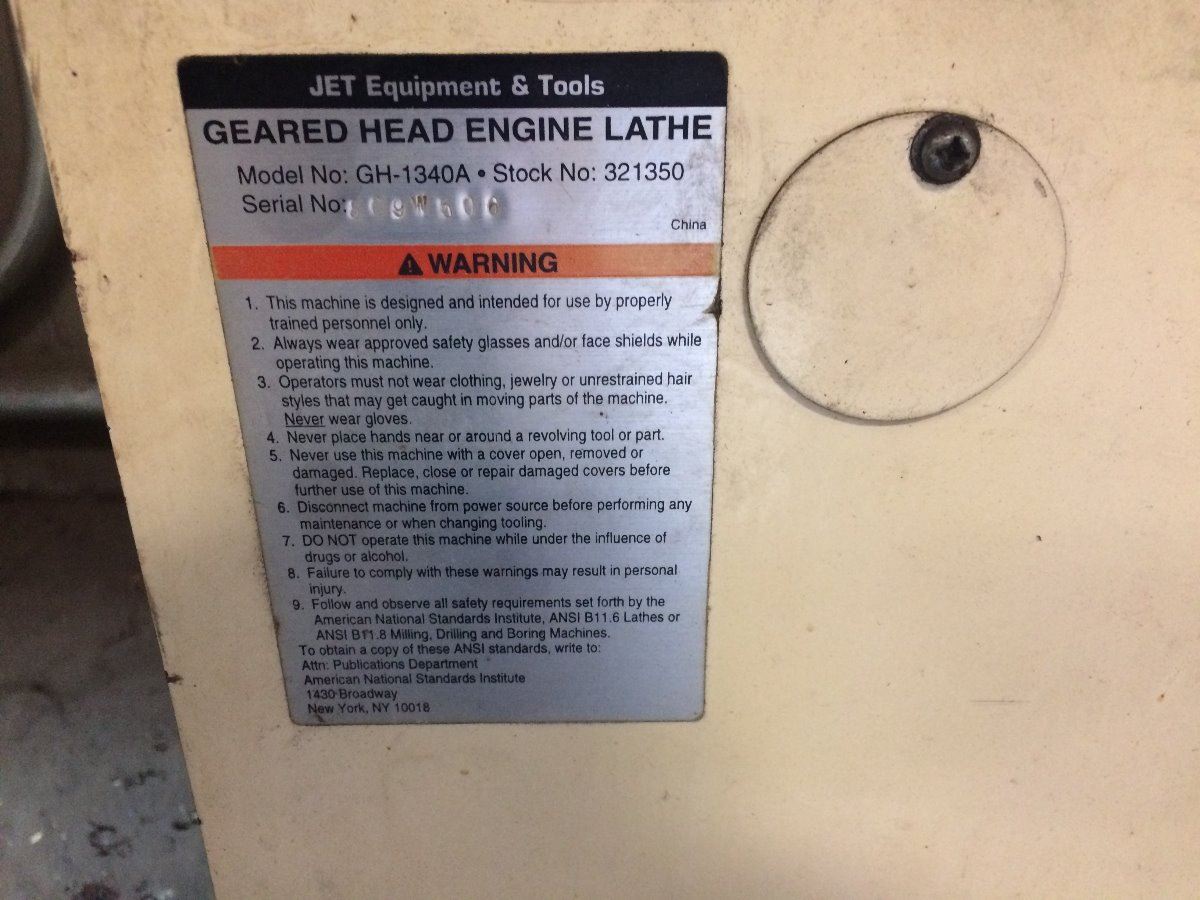 JET Equipment & Tools
GEARED HEAD ENGINE LATHE
Model No: GH-1340A • Stock No: 321350
Serial No:
China
WARNING
1. This machine is designed and intended for use by properly
trained personnel only.
2. Always wear approved safety glasses and/or face shields while
operating this machine.
3. Operators must not wear clothing, jewelry or unrestrained hair
styles that may get caught in moving parts of the machine.
Never wear gloves.
4. Never place hands near or around a revolving tool or part.
5. Never use this machine with a cover open, removed or
damaged. Replace, close or repair damaged covers before
further use of this machine.
6. Disconnect machine from power source before performing any
maintenance or when changing tooling.
7. DO NOT operate this machine while under the influence of
drugs or alcohol.
8. Failure to comply with these warnings may result in personal
injury.
9. Follow and observe all safety requirements set forth by the
American National Standards Institute, ANSI B11.6 Lathes or
ANSI B11.8 Milling, Drilling and Boring Machines.
To obtain a copy of these ANSI standards, write to:
Attn: Publications Department
American National Standards Institute
1430 Broadway
New York, NY 10018